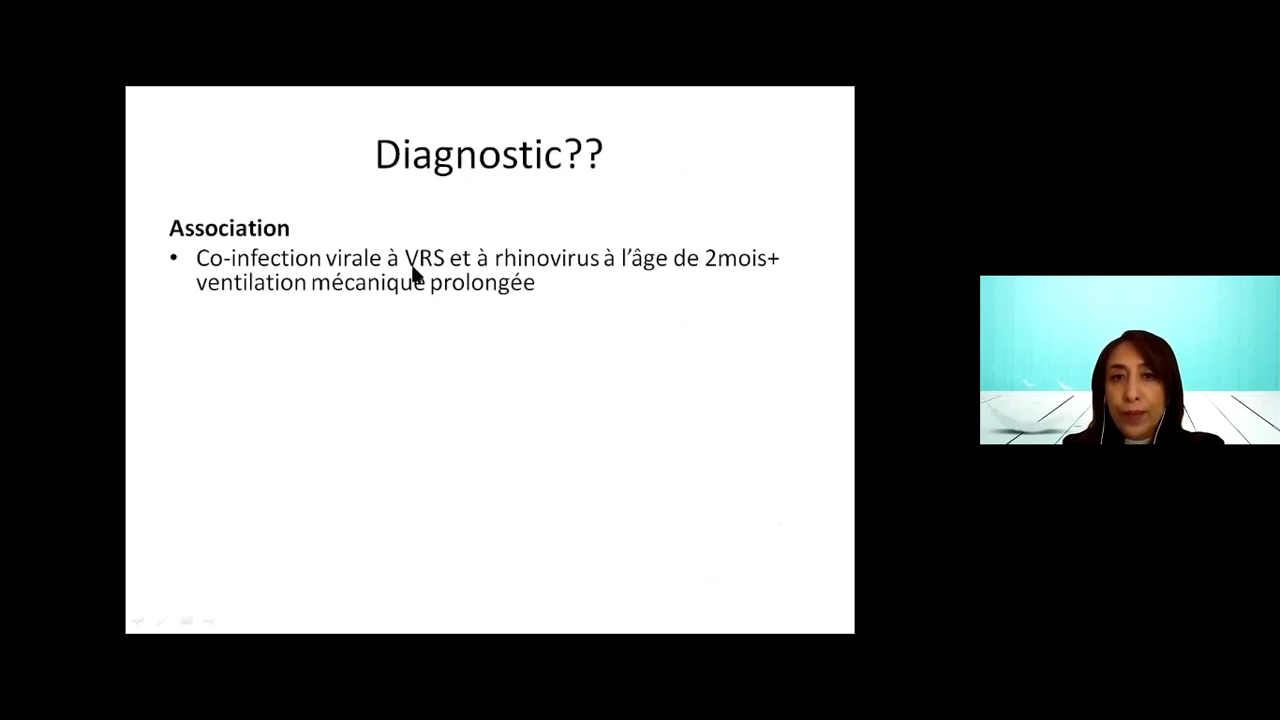 Diagnostic??
Association
• Co-infection virale à VRS et à rhinovirus à l’âge de 2mois+
ventilation mécanique prolongée